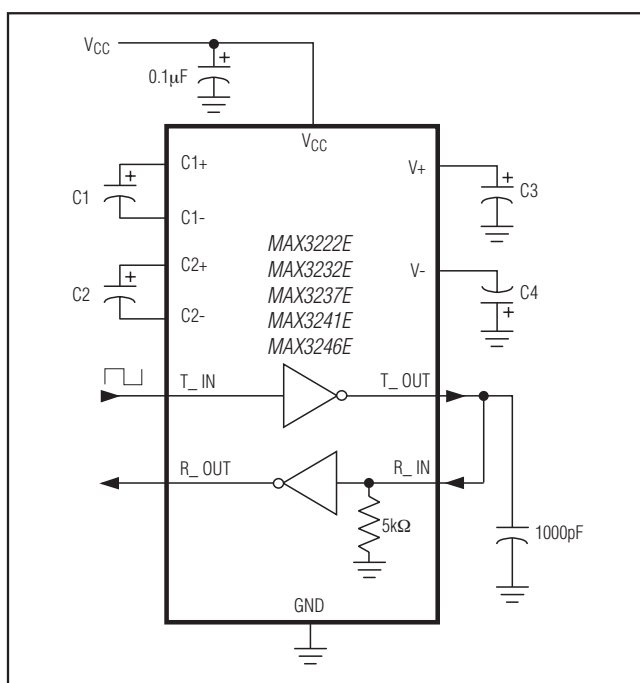 VCC
+
0.1μF
VCC
C1+
+
C1
C1-
C2+
+
C2
C2-
V+
+
C3
V-
C4
+
MAX3222E
MAX3232E
MAX3237E
MAX3241E
MAX3246E
T_ IN
T_ OUT
R_ OUT
R_ IN
5kΩ
1000pF
GND